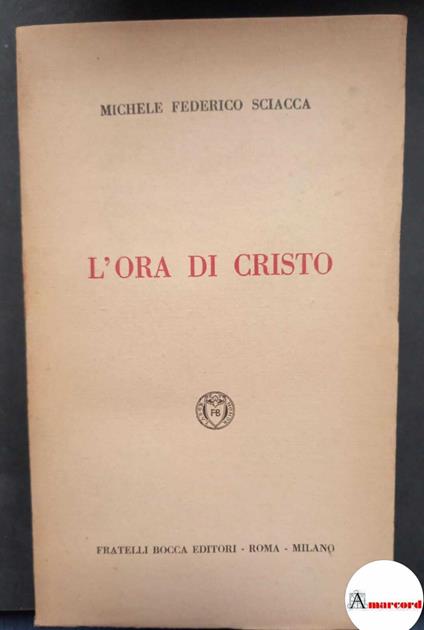 MICHELE FEDERICO SCIACCA
L'ORA DI CRISTO
FB
FRATELLI BOCCA EDITORI - ROMA - MILANO
Amarcord